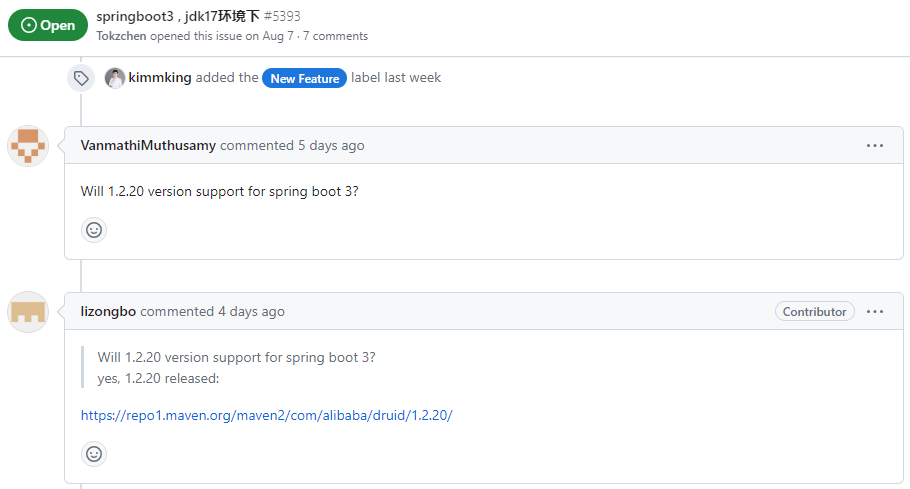 Open
springboot3 , jdk17环境下 #5393
Tokzchen opened this issue on Aug 7 · 7 comments
kimmking added the New Feature label last week
VanmathiMuthusamy commented 5 days ago
Will 1.2.20 version support for spring boot 3?
lizongbo commented 4 days ago
Contributor
Will 1.2.20 version support for spring boot 3?
yes, 1.2.20 released:
https://repo1.maven.org/maven2/com/alibaba/druid/1.2.20/